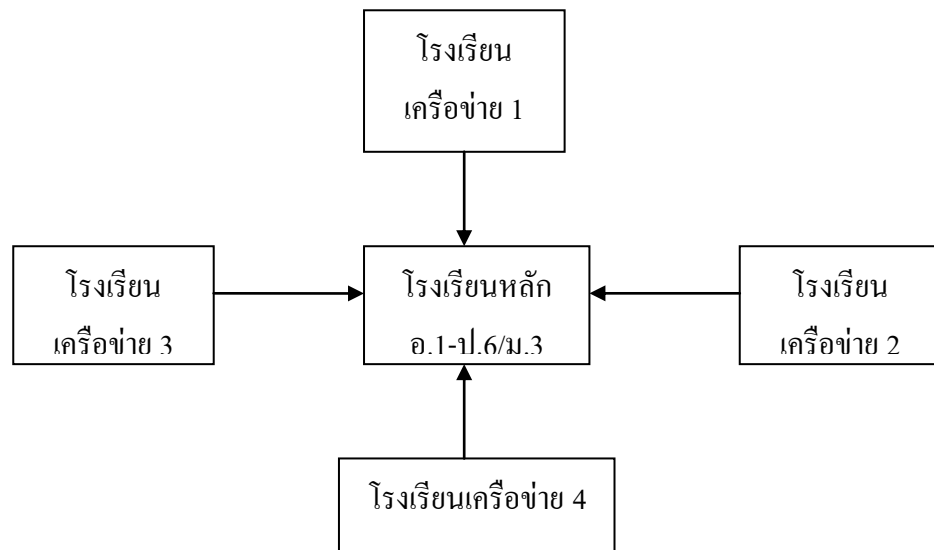 โรงเรียน
เครือข่าย 1
โรงเรียน
เครือข่าย 3
โรงเรียนหลัก
อ.1-ป.6/ม.3
โรงเรียน
เครือข่าย 2
โรงเรียนเครือข่าย 4